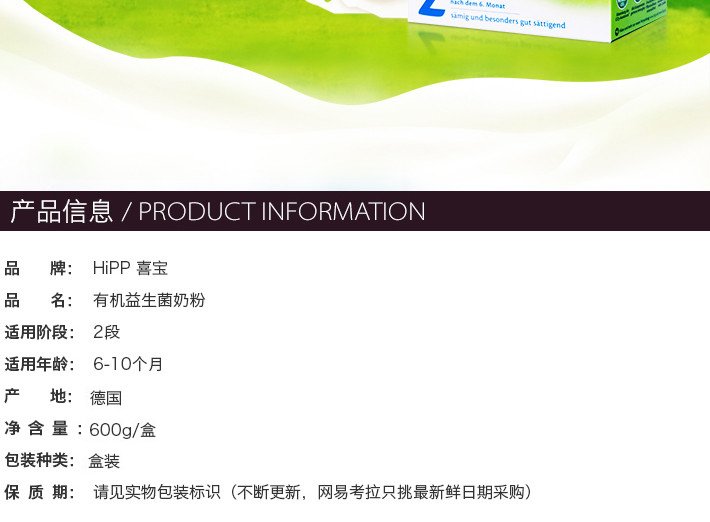 2
nach dem 6. Monat
sämig und besonders gut sättigend
产品信息 / PRODUCT INFORMATION
品 牌: HiPP 喜宝
品 名: 有机益生菌奶粉
适用阶段: 2段
适用年龄: 6-10个月
产 地: 德国
净 含 量 : 600g/盒
包装种类: 盒装
保 质 期: 请见实物包装标识（不断更新，网易考拉只挑最新鲜日期采购）